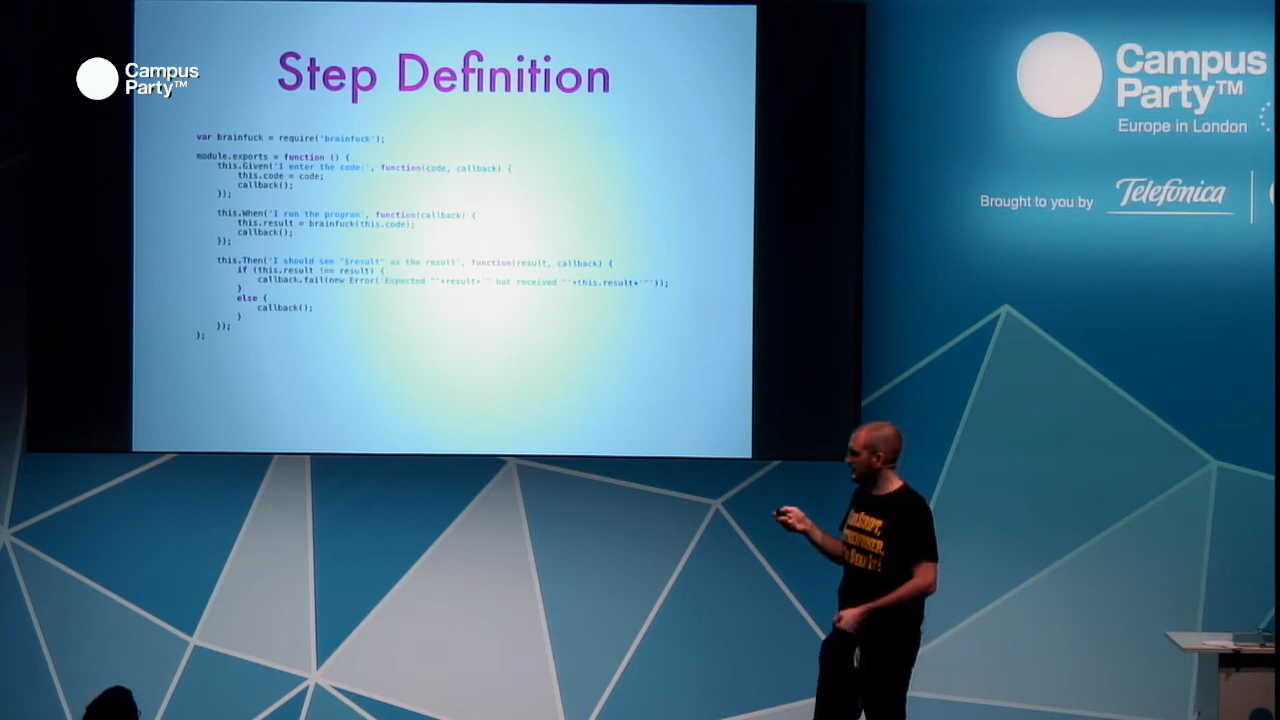 Step Definition
Campus
Party™
var brainfuck = require('brainfuck');
module.exports = function () {
this.Given('I enter the code:', function(code, callback) {
this.code = code;
callback();
});
this.When('I run the program', function(callback) {
this.result = brainfuck(this.code);
callback();
});
this.Then('I should see "$result" as the result', function(result, callback) {
if (this.result !== result) {
callback.fail(new Error('Expected "'+result+'" but received "'+this.result+'"'));
}
else {
callback();
}
});
};
Campus
Party™
Europe in London
Brought to you by
Telefónica